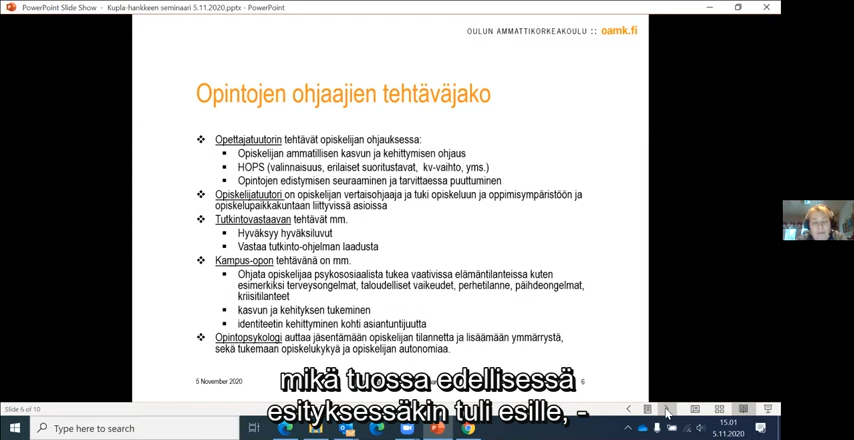 PowerPoint Slide Show - Kupla-hankkeen seminaari 5.11.2020.pptx - PowerPoint
OULUN AMMATTIKORKEAKOULU :: oamk.fi
Opintojen ohjaajien tehtäväjako
❖ Opettajatuutorin tehtävät opiskelijan ohjauksessa:
▪ Opiskelijan ammatillisen kasvun ja kehittymisen ohjaus
▪ HOPS (valinnaisuus, erilaiset suoritustavat, kv-vaihto, yms.)
▪ Opintojen edistymisen seuraaminen ja tarvittaessa puuttuminen
❖ Opiskelijatuutori on opiskelijan vertaisohjaaja ja tuki opiskeluun ja oppimisympäristöön ja
opiskelupaikkakuntaan liittyvissä asioissa
❖ Tutkintovastaavan tehtävät mm.
▪ Hyväksyy hyväksiluvut
▪ Vastaa tutkinto-ohjelman laadusta
❖ Kampus-opon tehtävänä on mm.
▪ Ohjata opiskelijaa psykososiaalista tukea vaativissa elämäntilanteissa kuten
esimerkiksi terveysongelmat, taloudelliset vaikeudet, perhetilanne, päihdeongelmat,
kriisitilanteet
▪ kasvun ja kehityksen tukeminen
▪ identiteetin kehittyminen kohti asiantuntijuutta
❖ Opintopsykologi auttaa jäsentämään opiskelijan tilannetta ja lisäämään ymmärrystä,
sekä tukemaan opiskelukykyä ja opiskelijan autonomiaa.
5 November 2020
6
mikä tuossa edellisessä
esityksessäkin tuli esille, -
Slide 6 of 10
Type here to search
15.01
5.11.2020